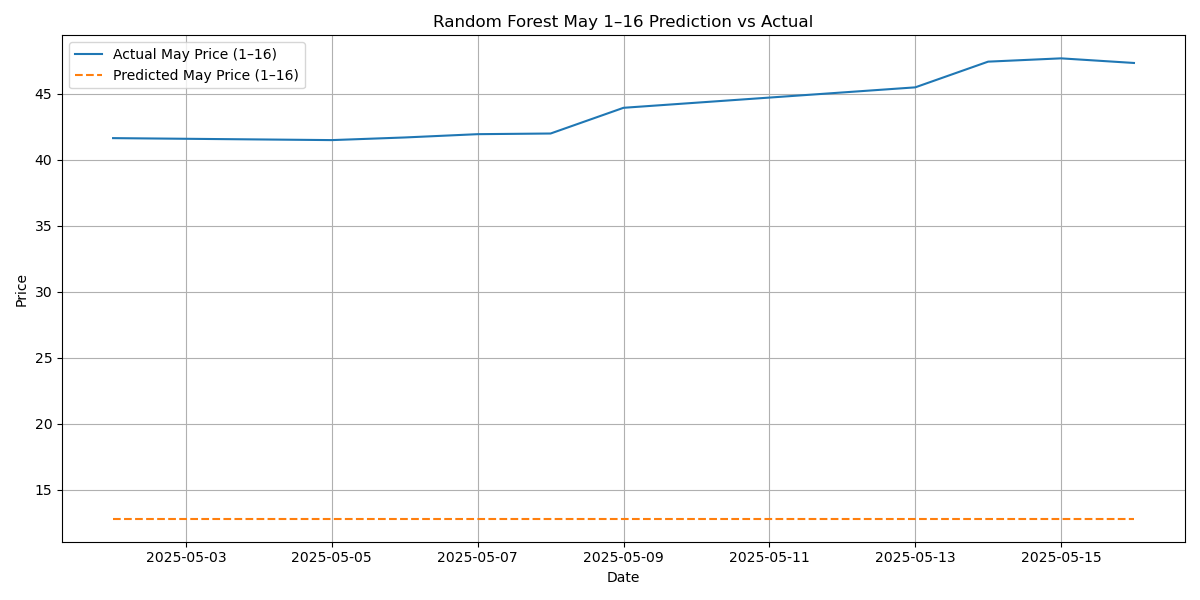 Random Forest May 1–16 Prediction vs Actual
Actual May Price (1–16)
Predicted May Price (1–16)
45
40
35
30
25
20
15
Price
2025-05-03
2025-05-05
2025-05-07
2025-05-09
2025-05-11
2025-05-13
2025-05-15
Date